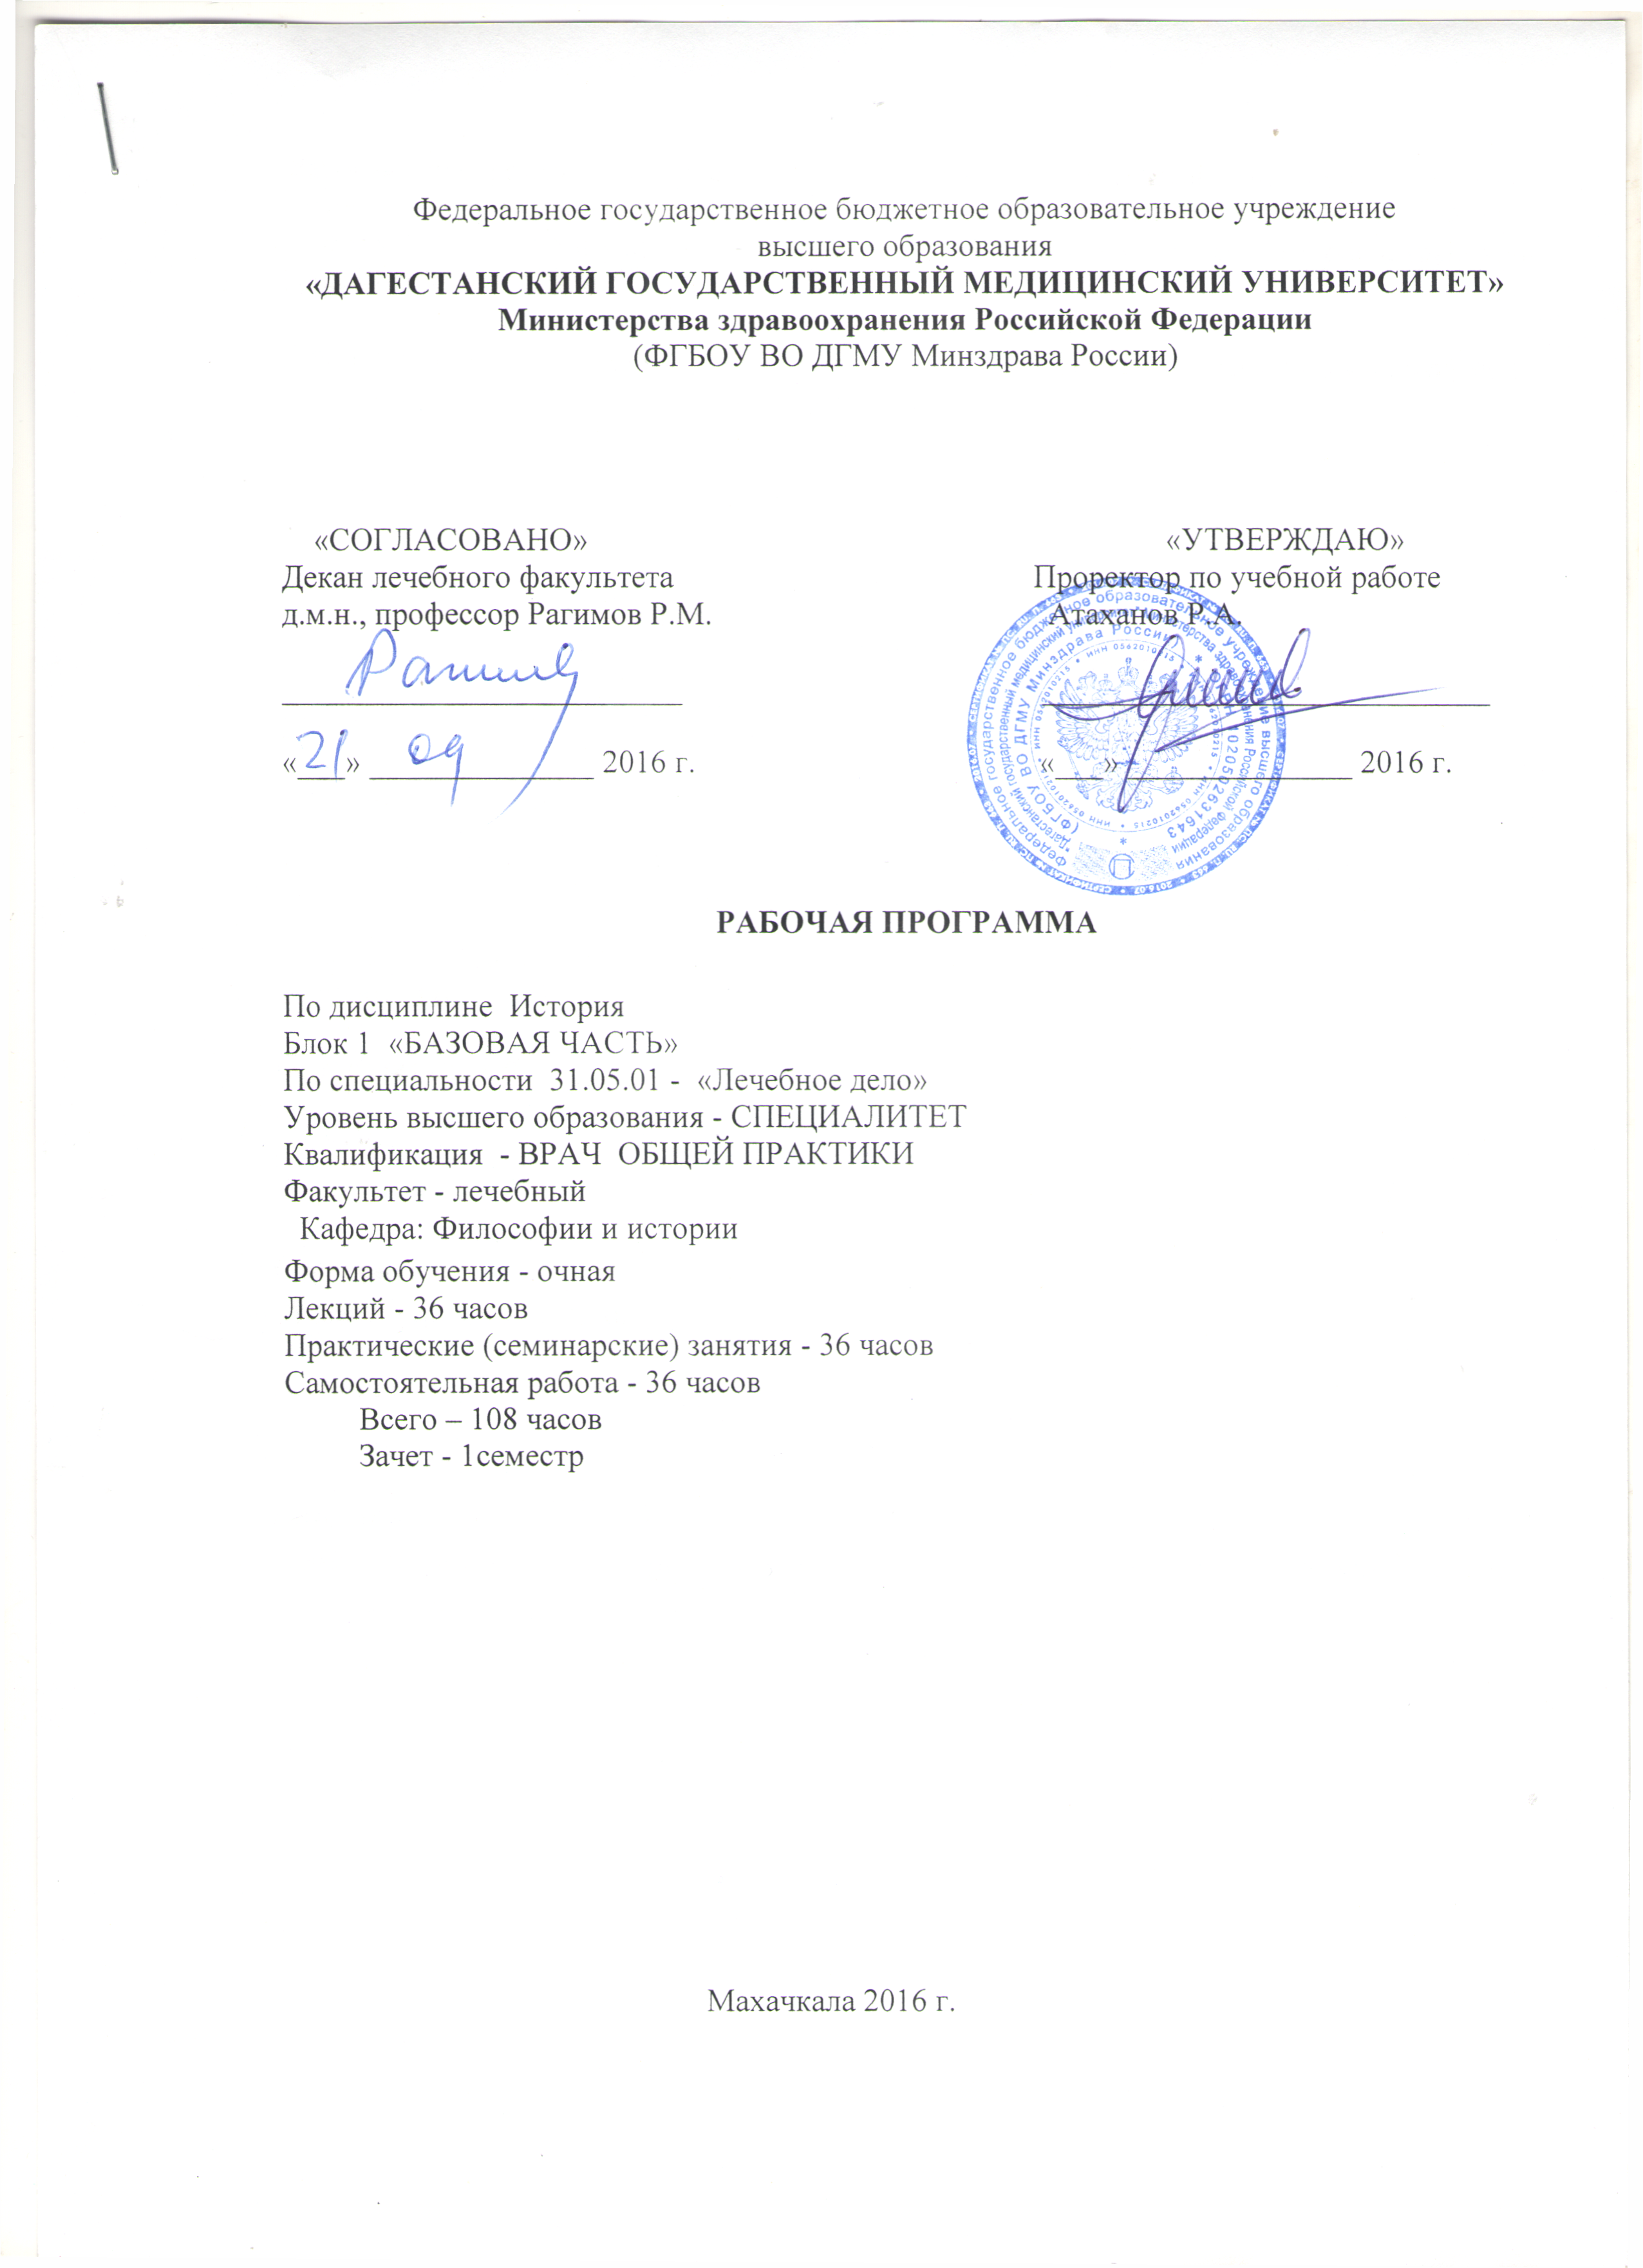 Федеральное государственное бюджетное образовательное учреждение
высшего образования
«ДАГЕСТАНСКИЙ ГОСУДАРСТВЕННЫЙ МЕДИЦИНСКИЙ УНИВЕРСИТЕТ»
Министерства здравоохранения Российской Федерации
(ФГБОУ ВО ДГМУ Минздрава России)
«СОГЛАСОВАНО»
Декан лечебного факультета
д.м.н., профессор Рагимов Р.М.
«21» 09 2016 г.
«УТВЕРЖДАЮ»
Проректор по учебной работе
Атаханов Р.А.
«___» ______________ 2016 г.
РАБОЧАЯ ПРОГРАММА
По дисциплине История
Блок 1 «БАЗОВАЯ ЧАСТЬ»
По специальности 31.05.01 - «Лечебное дело»
Уровень высшего образования - СПЕЦИАЛИТЕТ
Квалификация - ВРАЧ ОБЩЕЙ ПРАКТИКИ
Факультет - лечебный
Кафедра: Философии и истории
Форма обучения - очная
Лекций - 36 часов
Практические (семинарские) занятия - 36 часов
Самостоятельная работа - 36 часов
Всего – 108 часов
Зачет - 1семестр
Махачкала 2016 г.